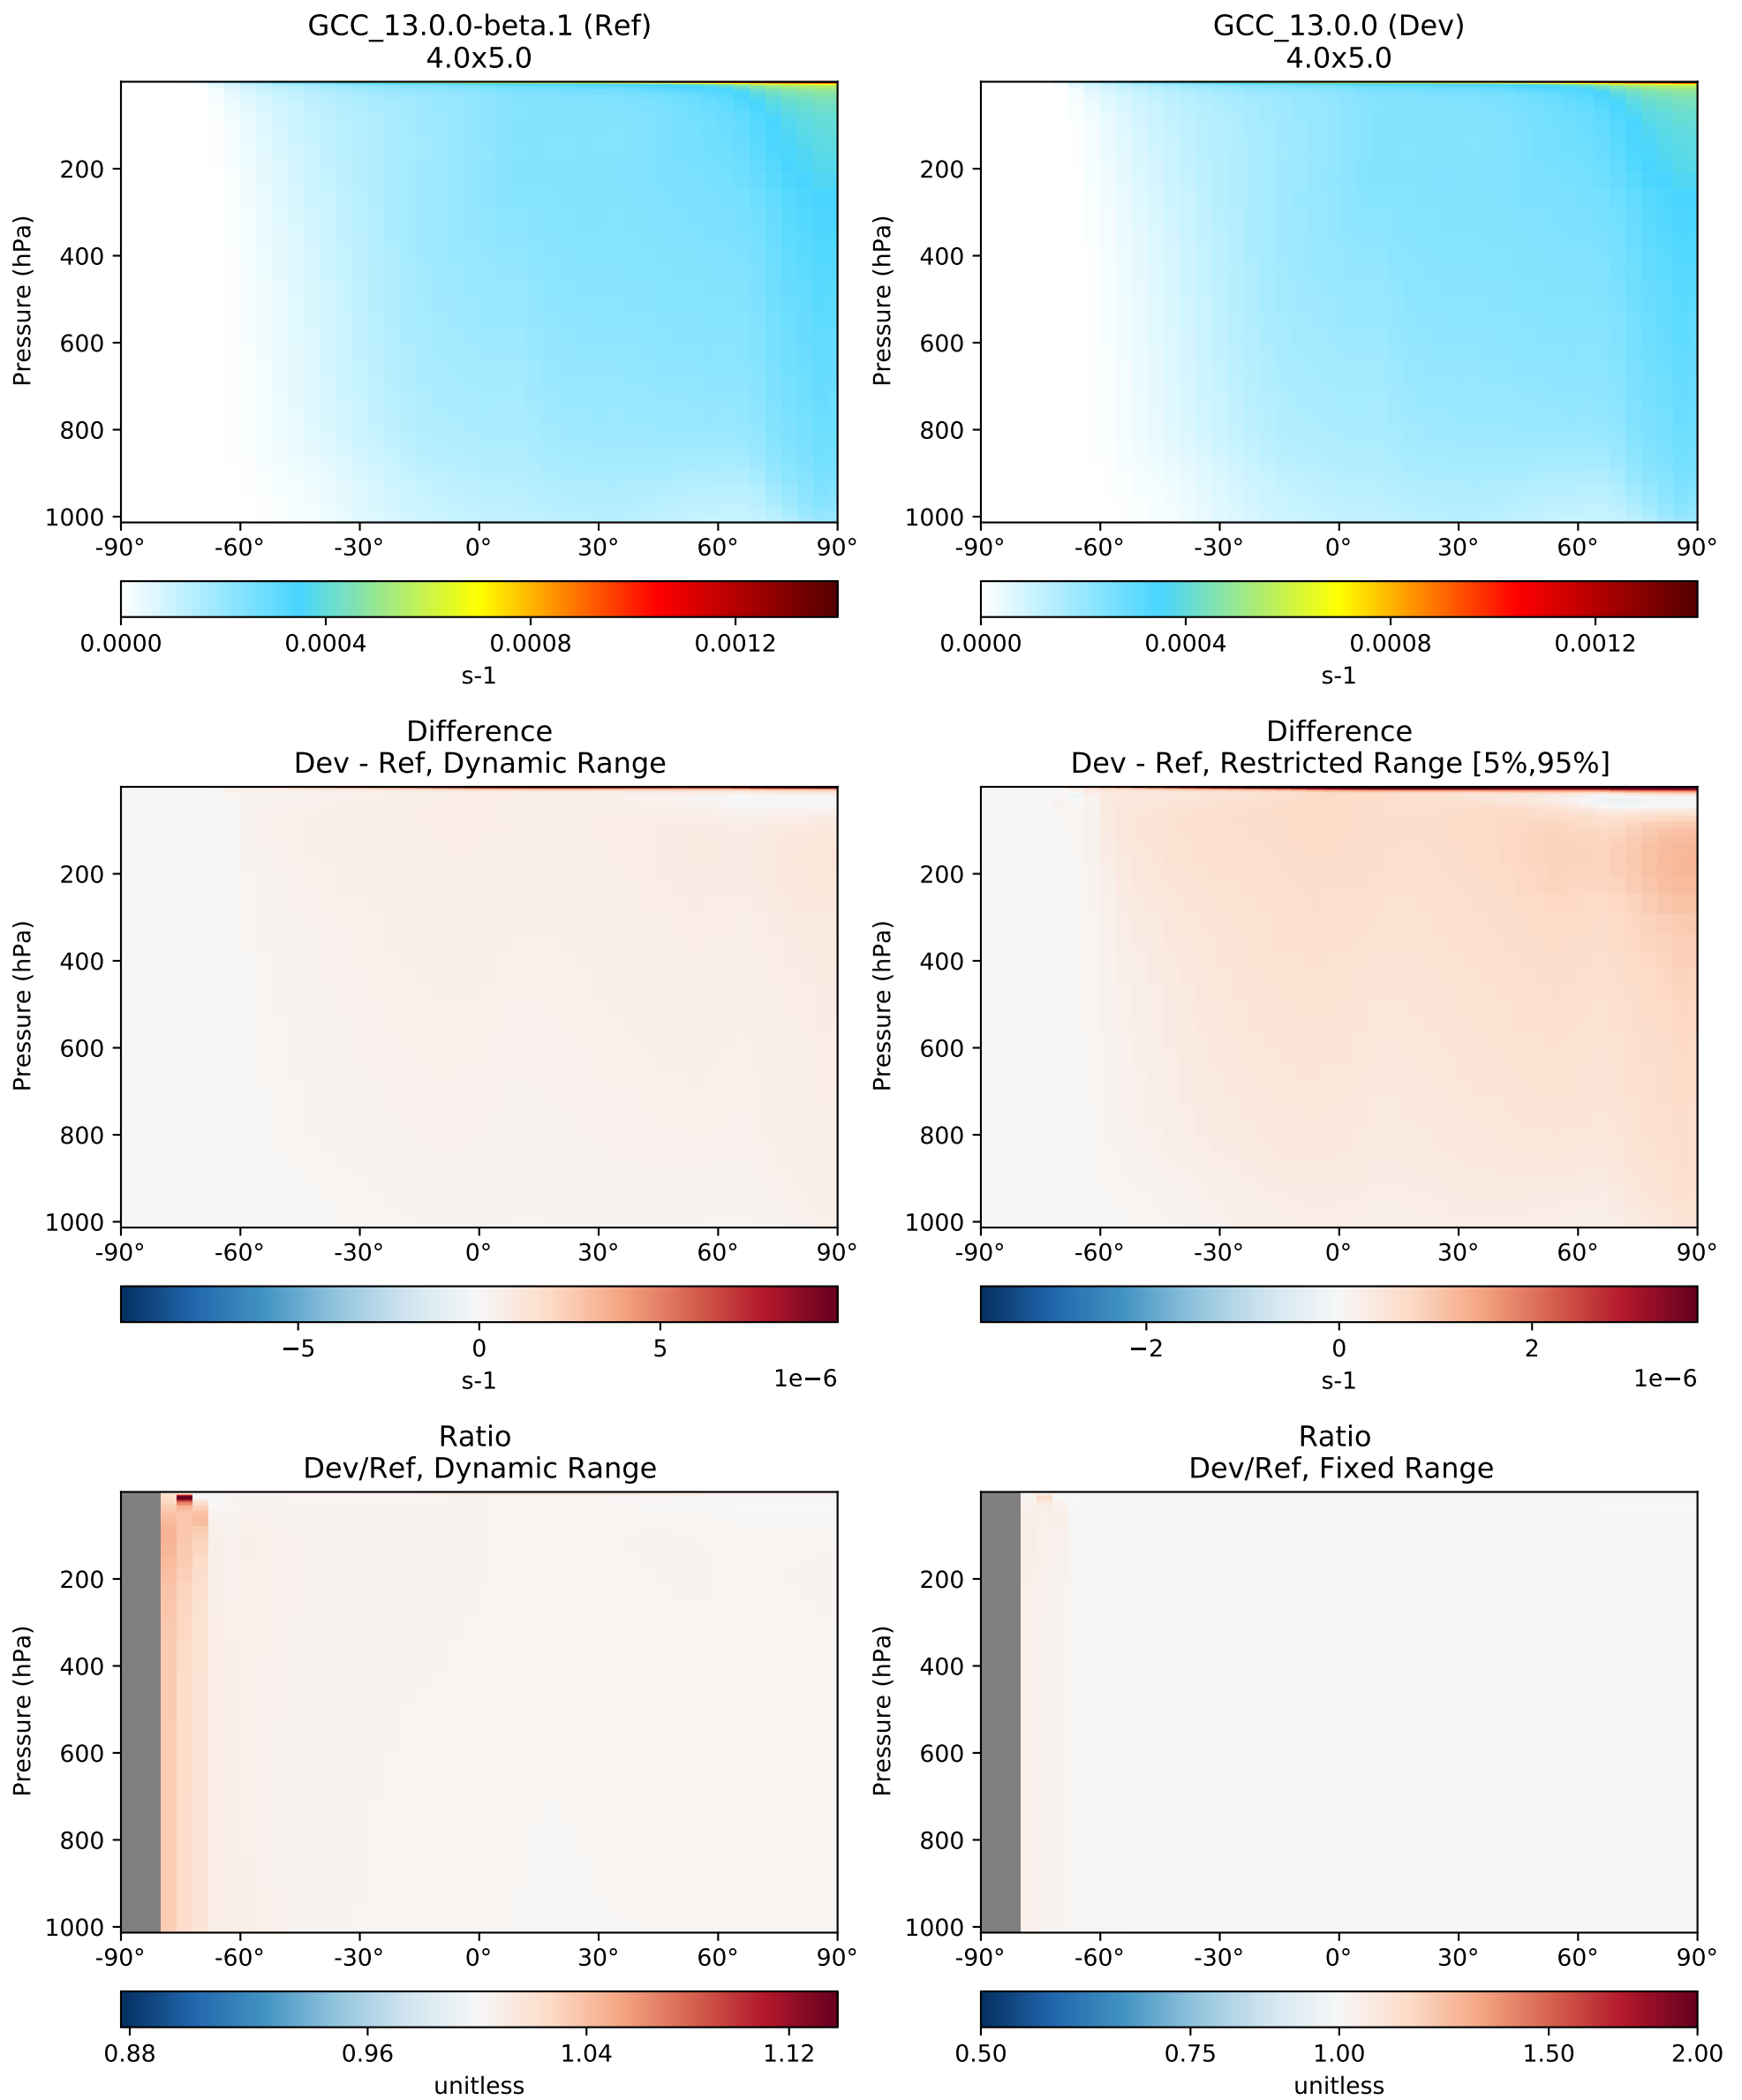 GCC_13.0.0-beta.1 (Ref)
4.0x5.0
Pressure (hPa)
200
400
600
800
1000
-90° -60° -30° 0° 30° 60° 90°
0.0000 0.0004 0.0008 0.0012
s-1
GCC_13.0.0 (Dev)
4.0x5.0
Pressure (hPa)
200
400
600
800
1000
-90° -60° -30° 0° 30° 60° 90°
0.0000 0.0004 0.0008 0.0012
s-1
Difference
Dev - Ref, Dynamic Range
Pressure (hPa)
200
400
600
800
1000
-90° -60° -30° 0° 30° 60° 90°
−5 0 5
s-1 1e−6
Difference
Dev - Ref, Restricted Range [5%,95%]
Pressure (hPa)
200
400
600
800
1000
-90° -60° -30° 0° 30° 60° 90°
−2 0 2
s-1 1e−6
Ratio
Dev/Ref, Dynamic Range
Pressure (hPa)
200
400
600
800
1000
-90° -60° -30° 0° 30° 60° 90°
0.88 0.96 1.04 1.12
unitless
Ratio
Dev/Ref, Fixed Range
Pressure (hPa)
200
400
600
800
1000
-90° -60° -30° 0° 30° 60° 90°
0.50 0.75 1.00 1.50 2.00
unitless